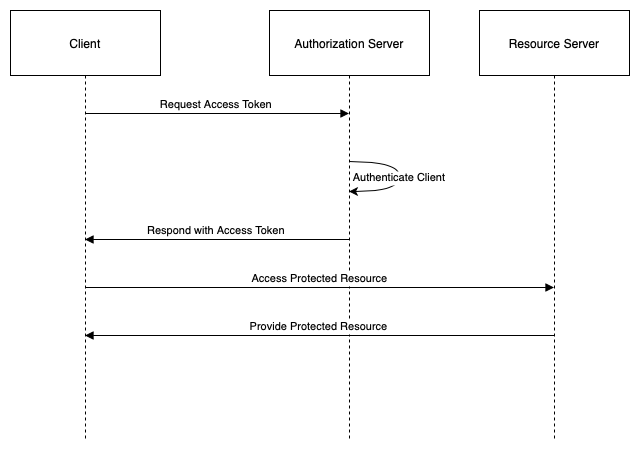 Client
Authorization Server
Resource Server
Request Access Token
Authenticate Client
Respond with Access Token
Access Protected Resource
Provide Protected Resource